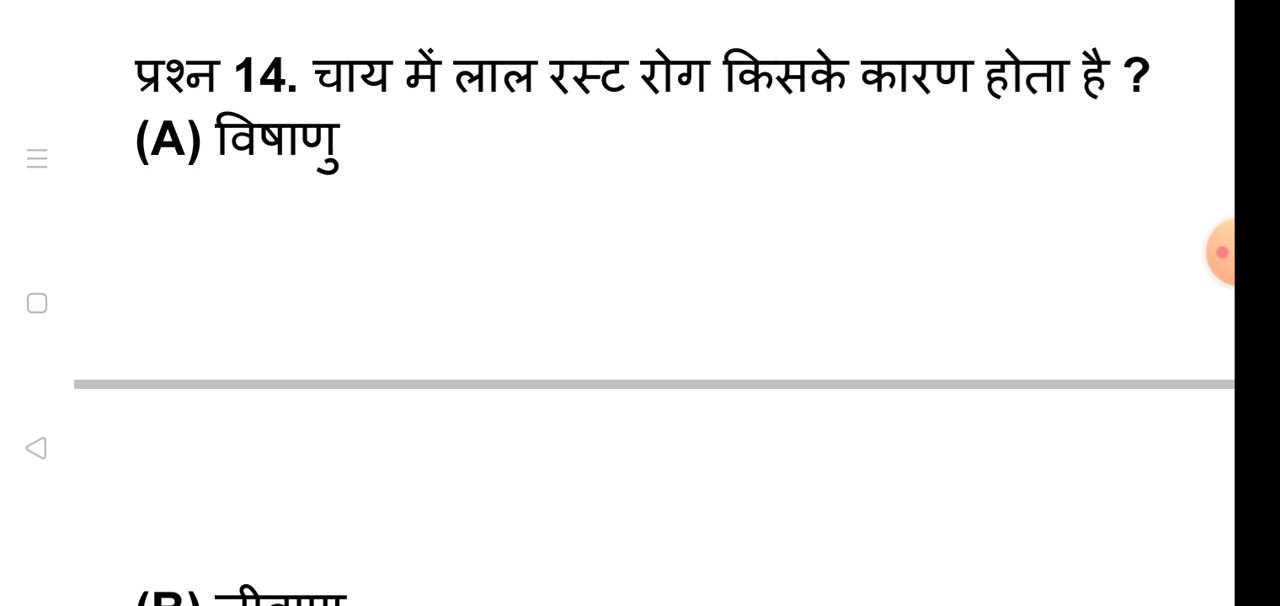 प्रश्न 14. चाय में लाल रस्ट रोग किसके कारण होता है ?
(A) विषाणु
(B) जीवाणु